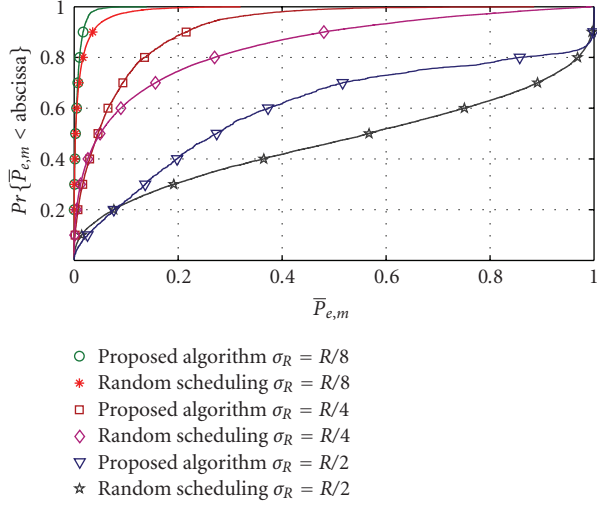 1
0.8
0.6
0.4
0.2
Pr{P̅e,m < abscissa}
0 0.2 0.4 0.6 0.8 1
P̅e,m
Proposed algorithm σR = R/8
Random scheduling σR = R/8
Proposed algorithm σR = R/4
Random scheduling σR = R/4
Proposed algorithm σR = R/2
Random scheduling σR = R/2